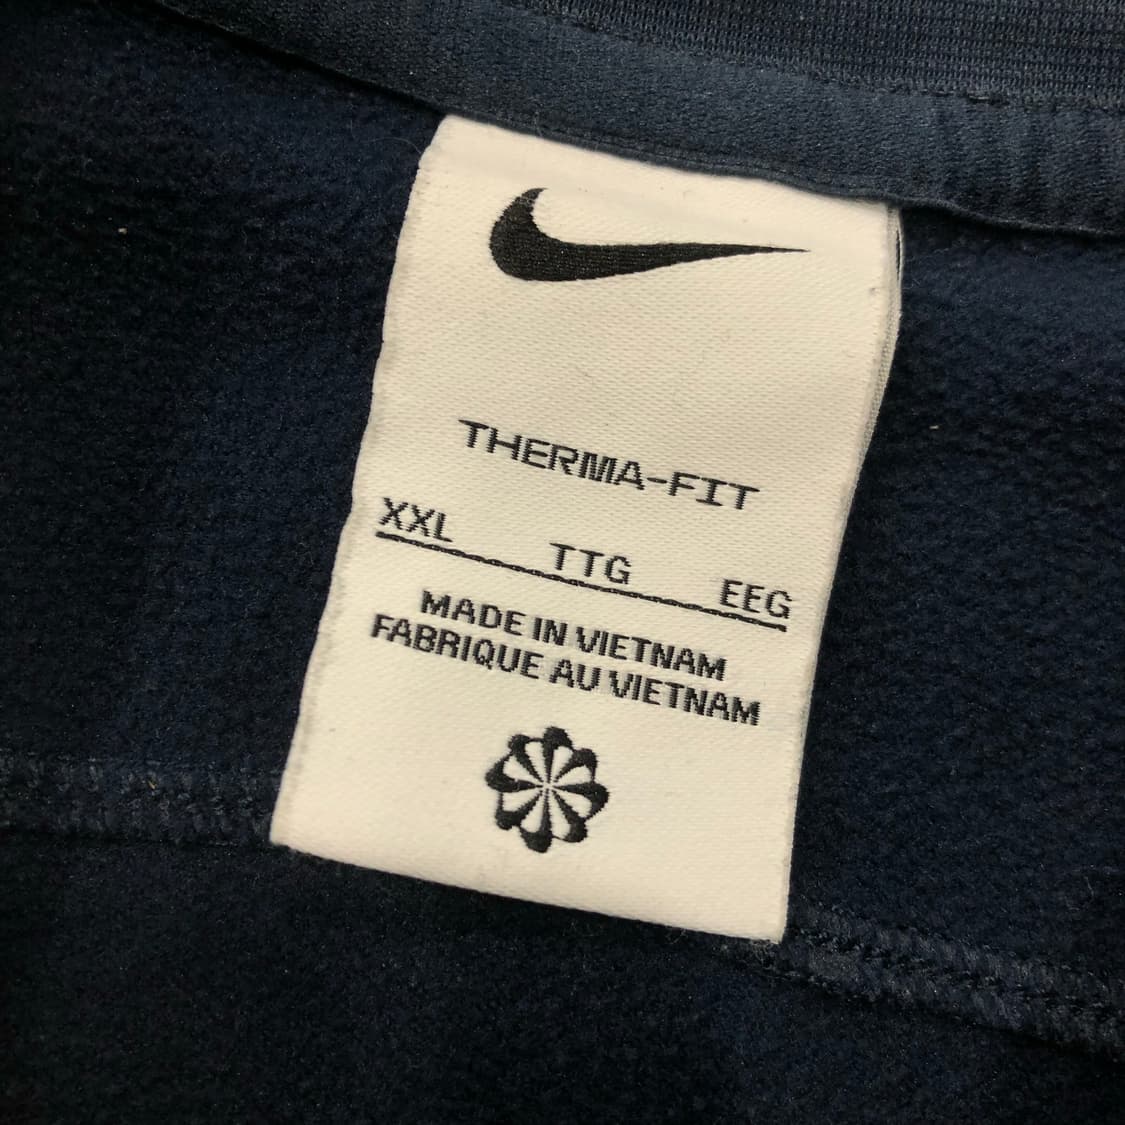 THERMA-FIT
XXL TTG EEG
MADE IN VIETNAM
FABRIQUE AU VIETNAM